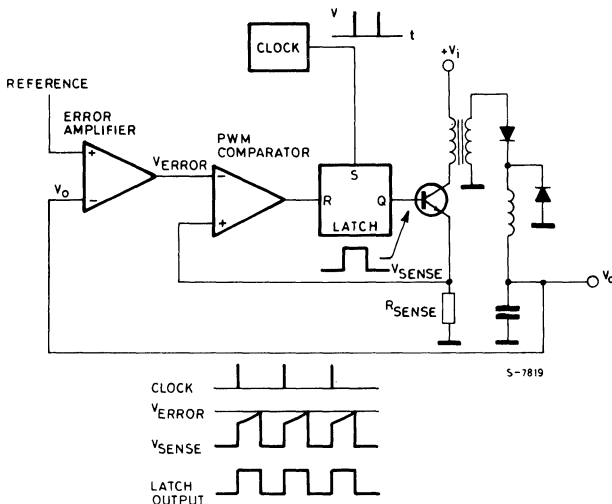 V
t
CLOCK
+Vi
REFERENCE
ERROR
AMPLIFIER
PWM
COMPARATOR
+
VERROR
−
S
Vo
−
+
R
Q
LATCH
VSENSE
RSENSE
Vo
S-7819
CLOCK
VERROR
VSENSE
LATCH
OUTPUT